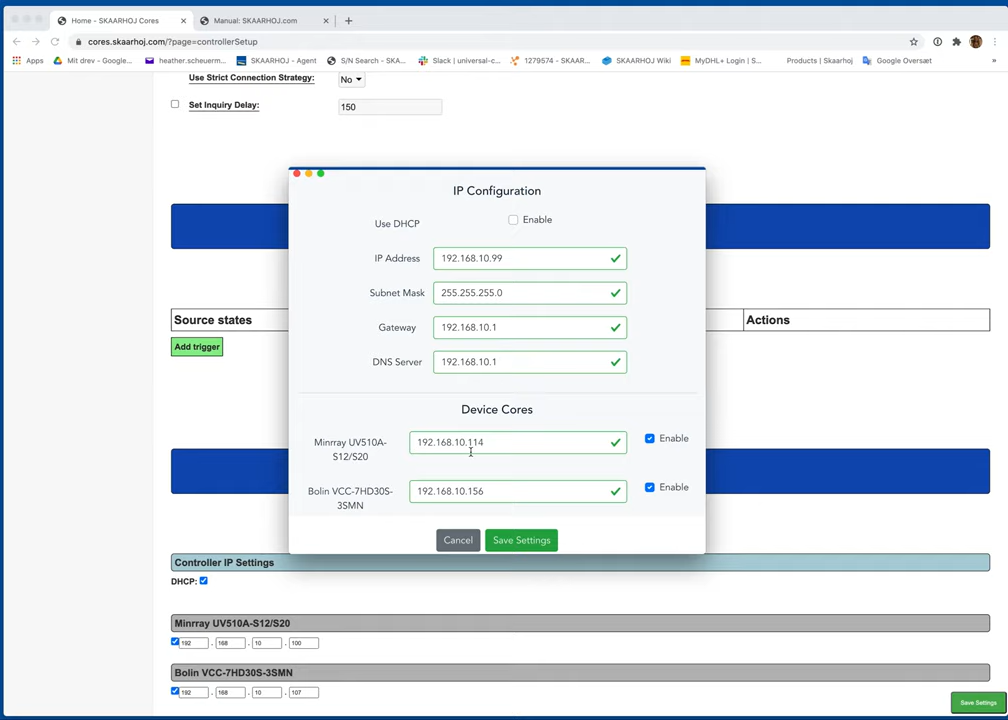 Home - SKAARHOJ Cores
Manual: SKAARHOJ.com
cores.skaarhoj.com/?page=controllerSetup
Apps
Mit drev - Google...
heather.scheuerm...
SKAARHOJ - Agent
S/N Search - SKA...
Slack | universal-c...
1279574 - SKAAR...
SKAARHOJ Wiki
MyDHL+ Login | S...
Products | Skaarhoj
Google Oversæt
Use Strict Connection Strategy:
No
Set Inquiry Delay:
150
IP Configuration
Use DHCP
Enable
IP Address
192.168.10.99
Subnet Mask
255.255.255.0
Gateway
192.168.10.1
DNS Server
192.168.10.1
Source states
Actions
Add trigger
Device Cores
Minrray UV510A-
S12/S20
192.168.10.114
Enable
Bolin VCC-7HD30S-
3SMN
192.168.10.156
Enable
Cancel
Save Settings
Controller IP Settings
DHCP:
Minrray UV510A-S12/S20
192 . 168 . 10 . 100
Bolin VCC-7HD30S-3SMN
192 . 168 . 10 . 107
Save Settings